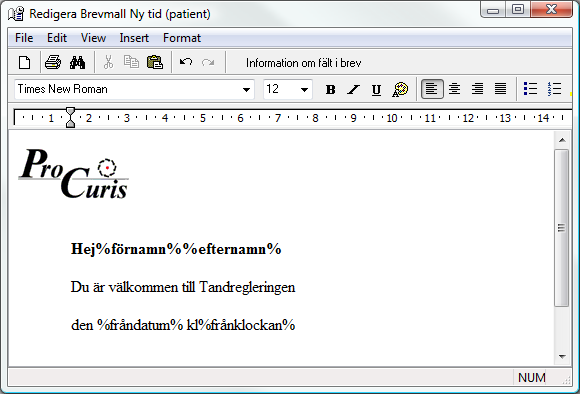 Redigera Brevmall Ny tid (patient)
File Edit View Insert Format
Information om fält i brev
Times New Roman 12 B I U
1 2 3 4 5 6 7 8 9 10 11 12 13 14
ProCuris
Hej%förnamn%%efternamn%
Du är välkommen till Tandregleringen
den %fråndatum% kl%frånklockan%
NUM